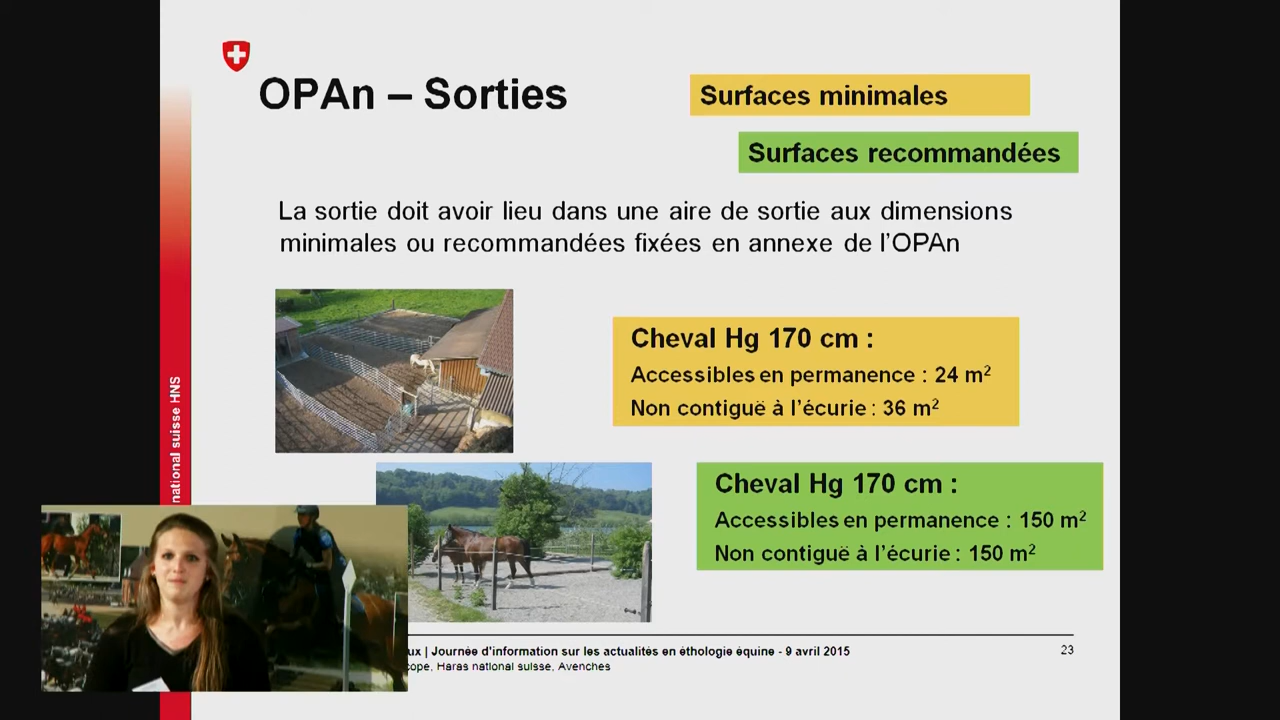 OPAn – Sorties
Surfaces minimales
Surfaces recommandées
La sortie doit avoir lieu dans une aire de sortie aux dimensions
minimales ou recommandées fixées en annexe de l'OPAn
Cheval Hg 170 cm :
Accessibles en permanence : 24 m²
Non contiguë à l'écurie : 36 m²
Cheval Hg 170 cm :
Accessibles en permanence : 150 m²
Non contiguë à l'écurie : 150 m²
national suisse HNS
ux | Journée d'information sur les actualités en éthologie équine - 9 avril 2015
cope, Haras national suisse, Avenches
23